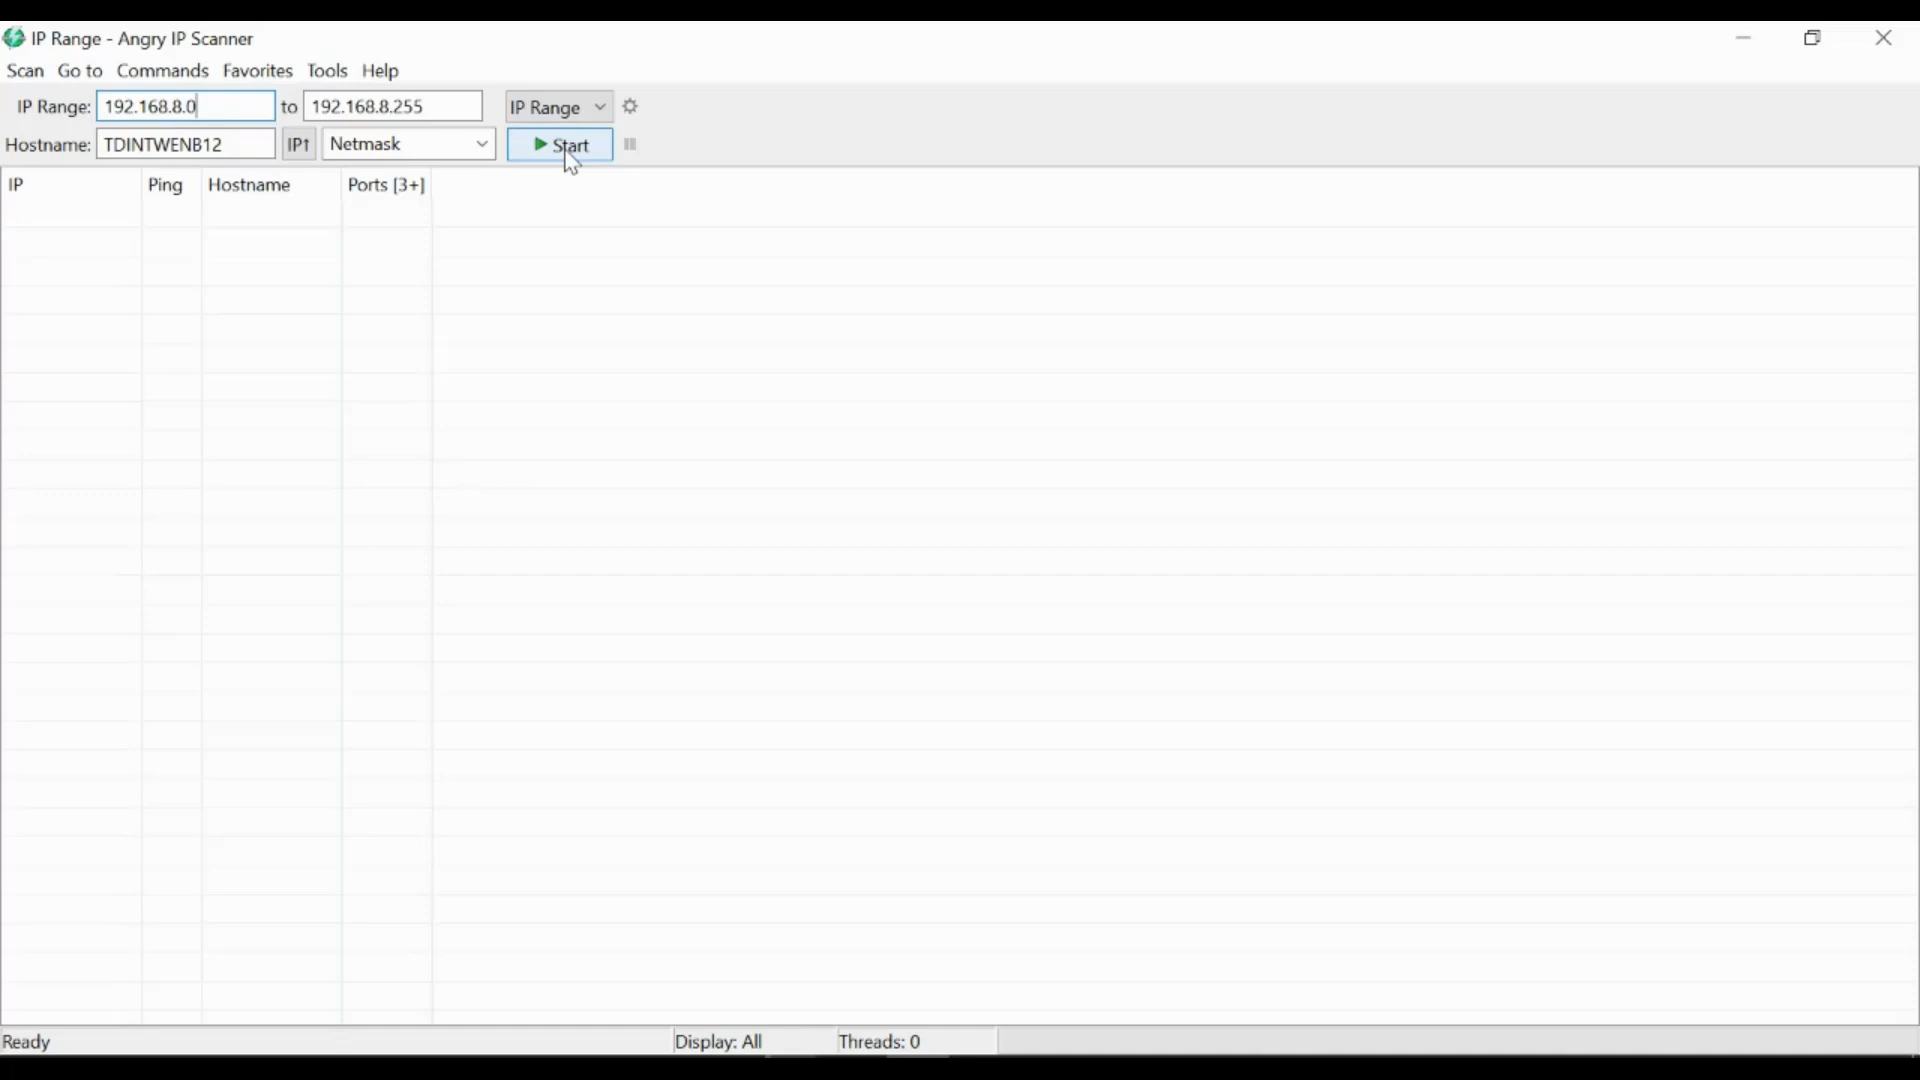 IP Range - Angry IP Scanner
Scan Go to Commands Favorites Tools Help
IP Range: 192.168.8.0 to 192.168.8.255 IP Range
Hostname: TDINTWENB12 IP↑ Netmask Start
IP Ping Hostname Ports [3+]
Ready Display: All Threads: 0